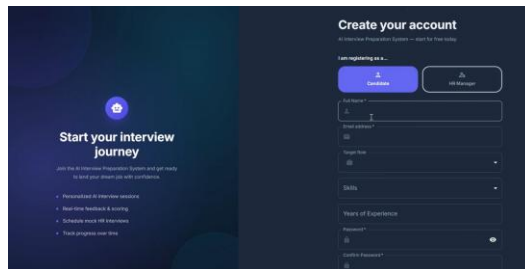 Start your interview
journey
Join the AI Interview Preparation System and get ready
to land your dream job with confidence.
Personalized AI interview sessions
Real-time feedback & scoring
Schedule mock HR interviews
Track progress over time
Create your account
AI Interview Preparation System — start for free today.
I am registering as a...
Candidate
HR Manager
Full Name *
Email address *
Target Role
Skills
Years of Experience
Password *
Confirm Password *